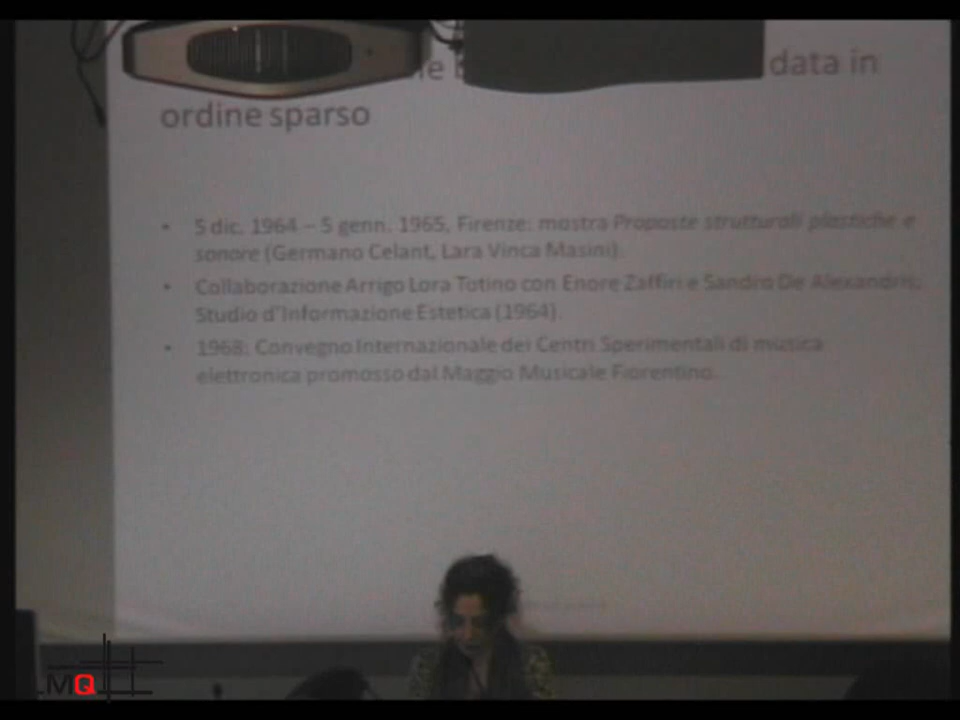 data in
ordine sparso
• 5 dic. 1964 – 5 genn. 1965, Firenze: mostra Proposte strutturali plastiche e
sonore (Germano Celant, Lara Vinca Masini).
• Collaborazione Arrigo Lora Totino con Enore Zaffiri e Sandro De Alexandris:
Studio d'Informazione Estetica (1964).
• 1968: Convegno Internazionale dei Centri Sperimentali di musica
elettronica promosso dal Maggio Musicale Fiorentino.
MQ